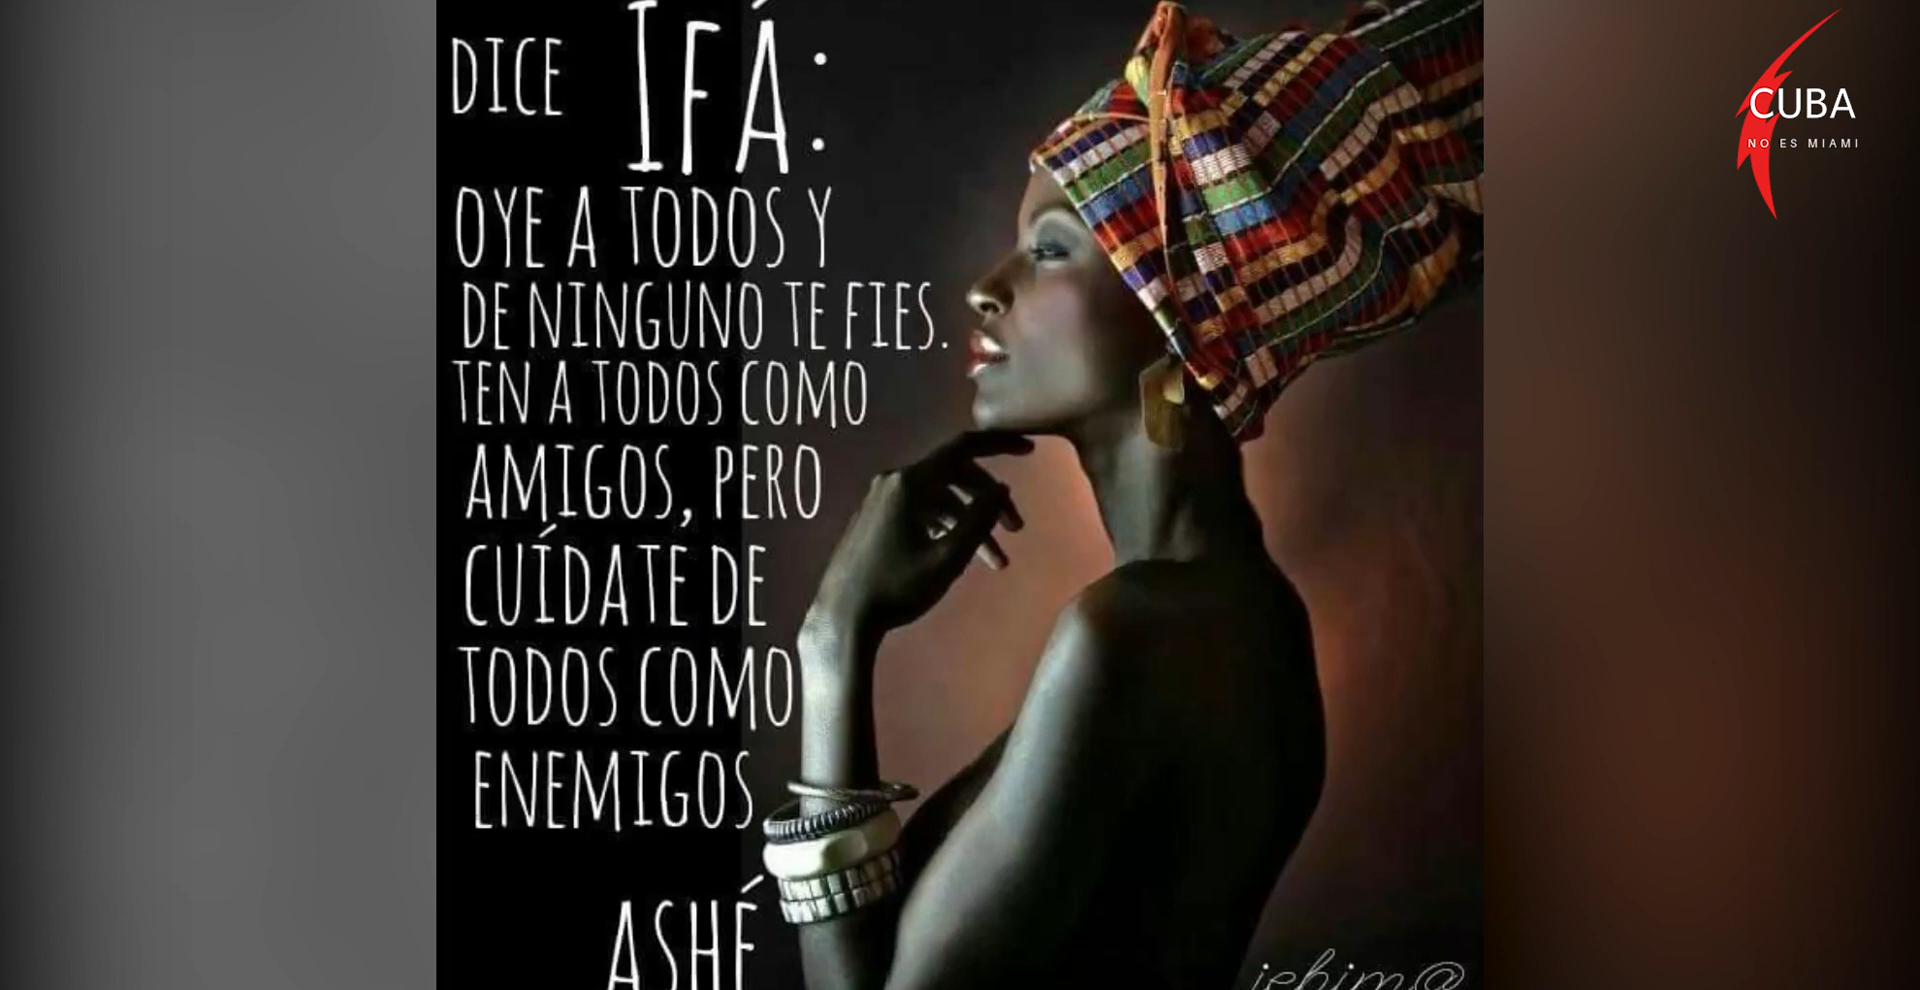 DICE IFÁ:
OYE A TODOS Y
DE NINGUNO TE FIES.
TEN A TODOS COMO
AMIGOS, PERO
CUÍDATE DE
TODOS COMO
ENEMIGOS
ASHÉ
CUBA
NO ES MIAMI